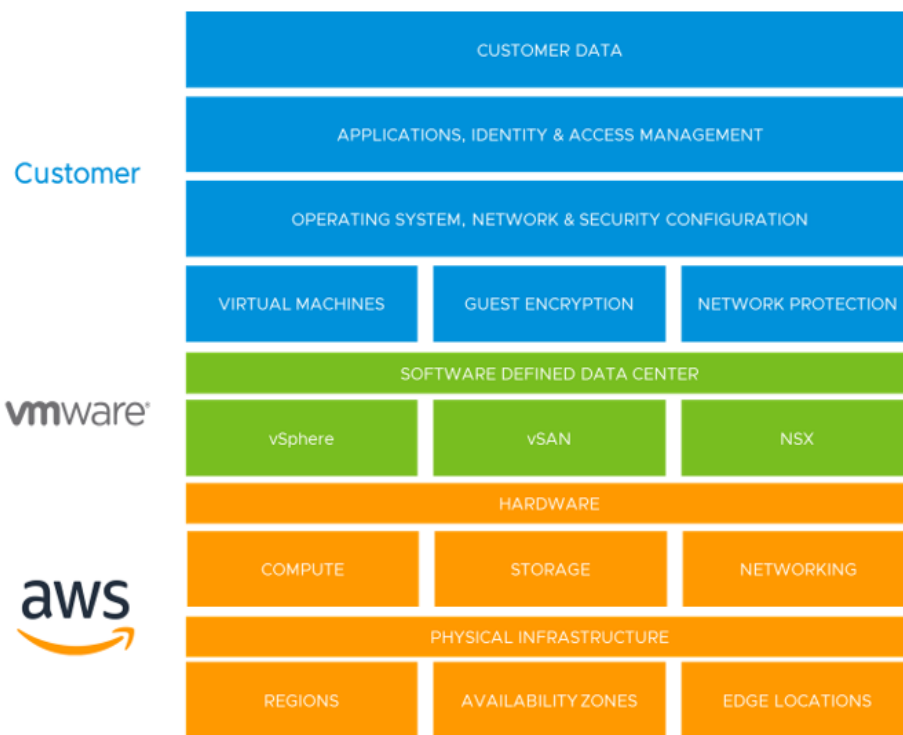 CUSTOMER DATA
APPLICATIONS, IDENTITY & ACCESS MANAGEMENT
Customer
OPERATING SYSTEM, NETWORK & SECURITY CONFIGURATION
VIRTUAL MACHINES
GUEST ENCRYPTION
NETWORK PROTECTION
SOFTWARE DEFINED DATA CENTER
vmware®
vSphere
vSAN
NSX
HARDWARE
COMPUTE
STORAGE
NETWORKING
aws
PHYSICAL INFRASTRUCTURE
REGIONS
AVAILABILITY ZONES
EDGE LOCATIONS